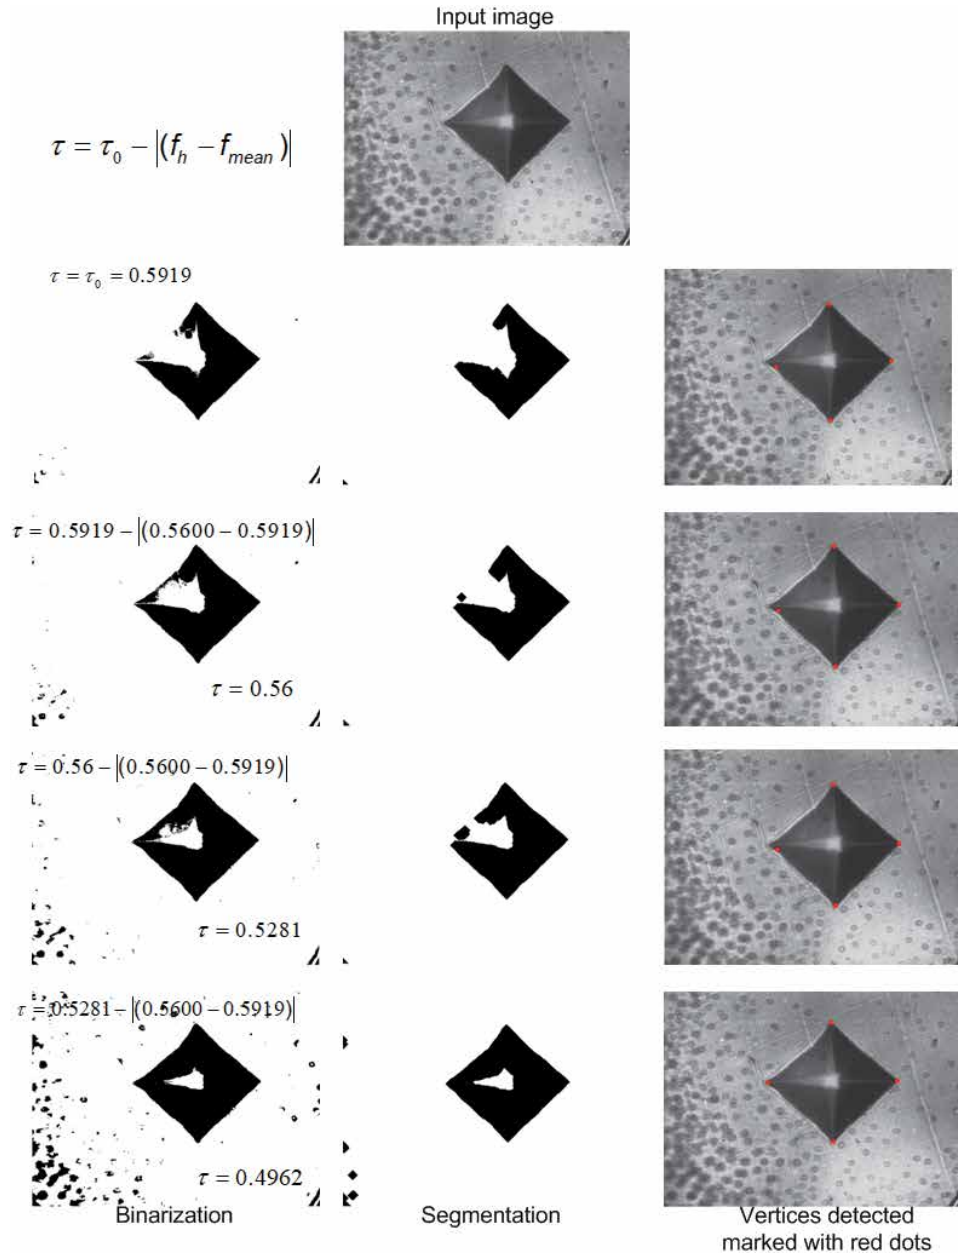 Input image
τ = τ₀ − |(f_h − f_mean)|
τ = τ₀ = 0.5919
τ = 0.5919 − |(0.5600 − 0.5919)|
τ = 0.56
τ = 0.56 − |(0.5600 − 0.5919)|
τ = 0.5281
τ = 0.5281 − |(0.5600 − 0.5919)|
τ = 0.4962
Binarization
Segmentation
Vertices detected
marked with red dots